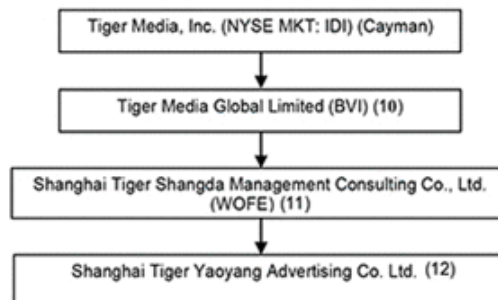 Tiger Media, Inc. (NYSE MKT: IDI) (Cayman)
Tiger Media Global Limited (BVI) (10)
Shanghai Tiger Shangda Management Consulting Co., Ltd.
(WOFE) (11)
Shanghai Tiger Yaoyang Advertising Co. Ltd. (12)